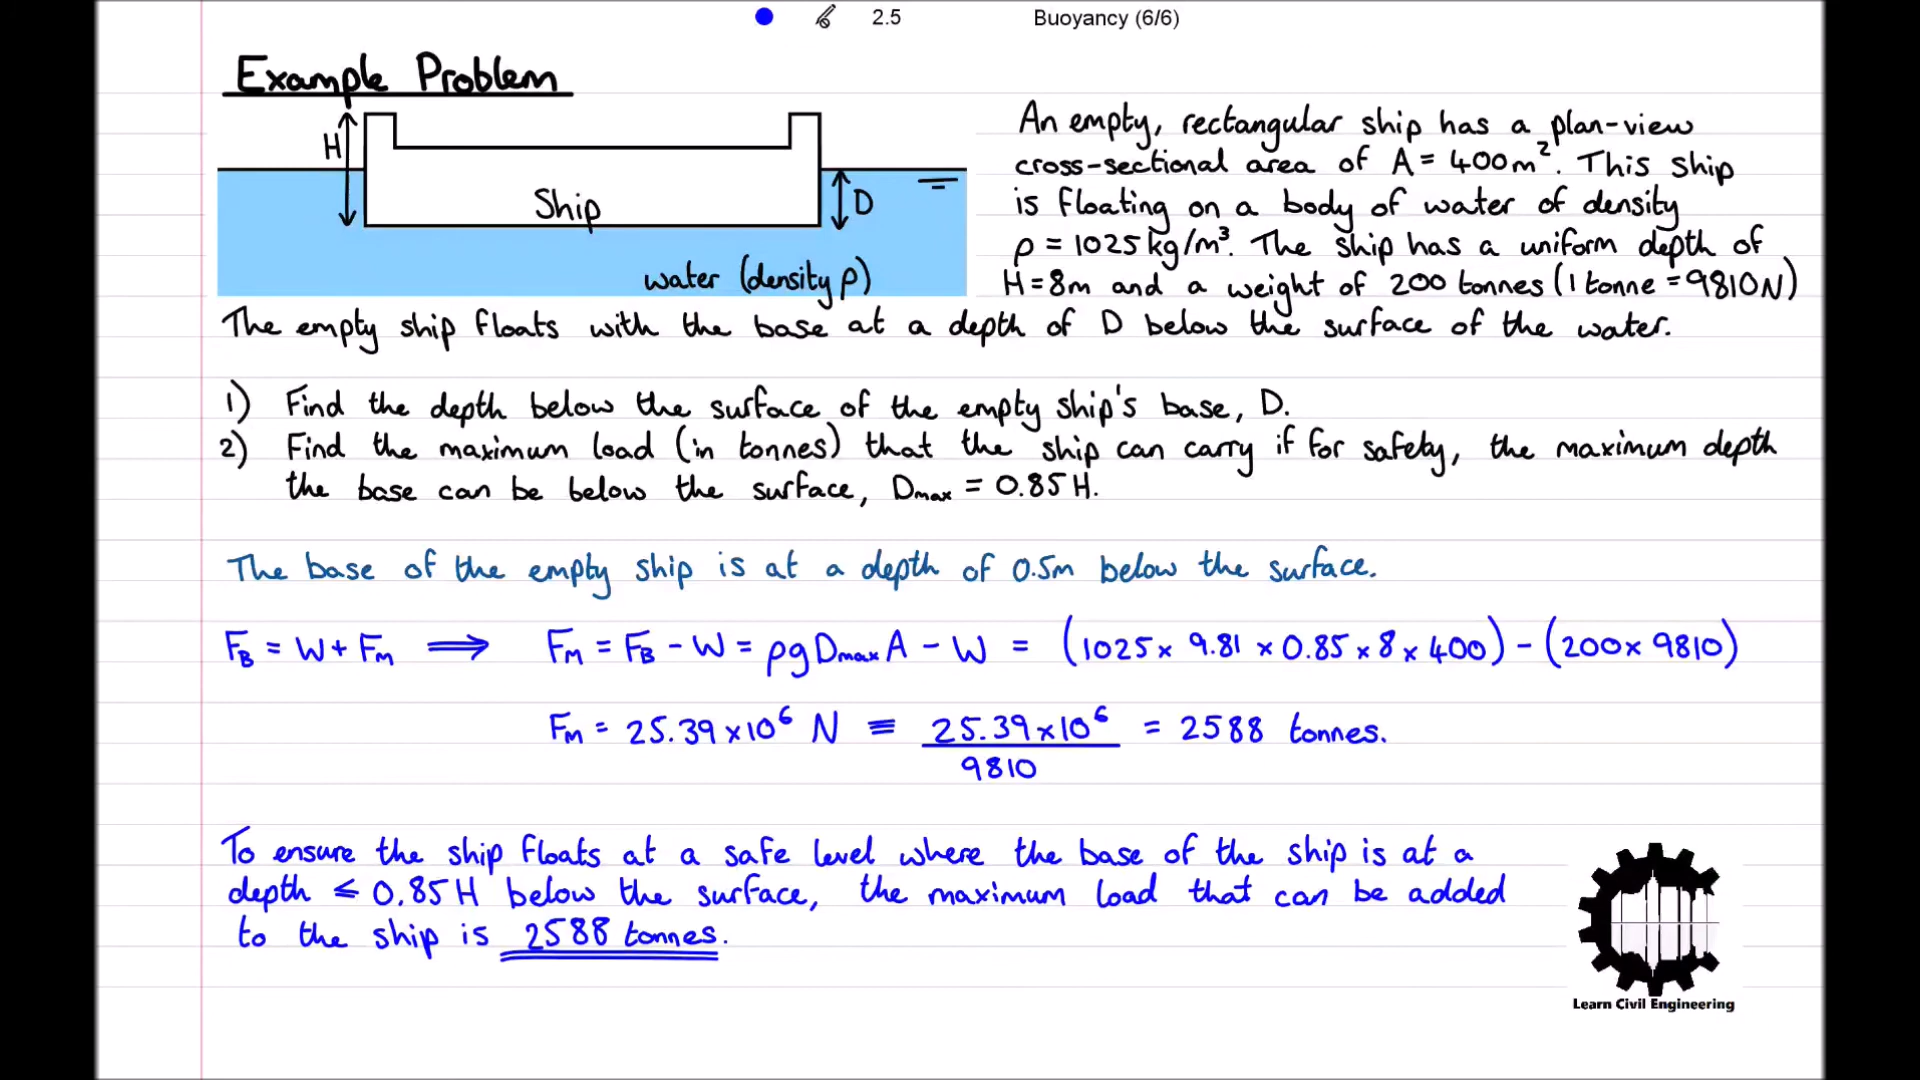 2.5 Buoyancy (6/6)
Example Problem
H
Ship
D
water (density ρ)
An empty, rectangular ship has a plan-view
cross-sectional area of A = 400m². This ship
is floating on a body of water of density
ρ = 1025kg/m³. The ship has a uniform depth of
H=8m and a weight of 200 tonnes (1 tonne = 9810N)
The empty ship floats with the base at a depth of D below the surface of the water.
1) Find the depth below the surface of the empty ship's base, D.
2) Find the maximum load (in tonnes) that the ship can carry if for safety, the maximum depth
the base can be below the surface, Dmax = 0.85H.
The base of the empty ship is at a depth of 0.5m below the surface.
F_B = W + F_M ⟹ F_M = F_B - W = ρgDmaxA - W = (1025 × 9.81 × 0.85 × 8 × 400) - (200 × 9810)
F_M = 25.39×10⁶ N ≡ 25.39×10⁶ = 2588 tonnes.
9810
To ensure the ship floats at a safe level where the base of the ship is at a
depth ≤ 0.85H below the surface, the maximum load that can be added
to the ship is 2588 tonnes.
Learn Civil Engineering